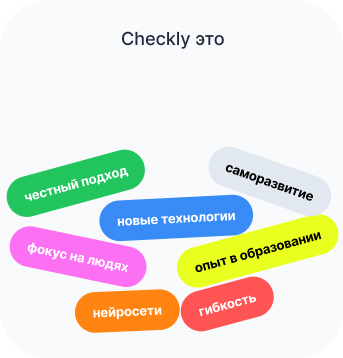 Checkly это
честный подход
саморазвитие
новые технологии
фокус на людях
опыт в образовании
нейросети
гибкость